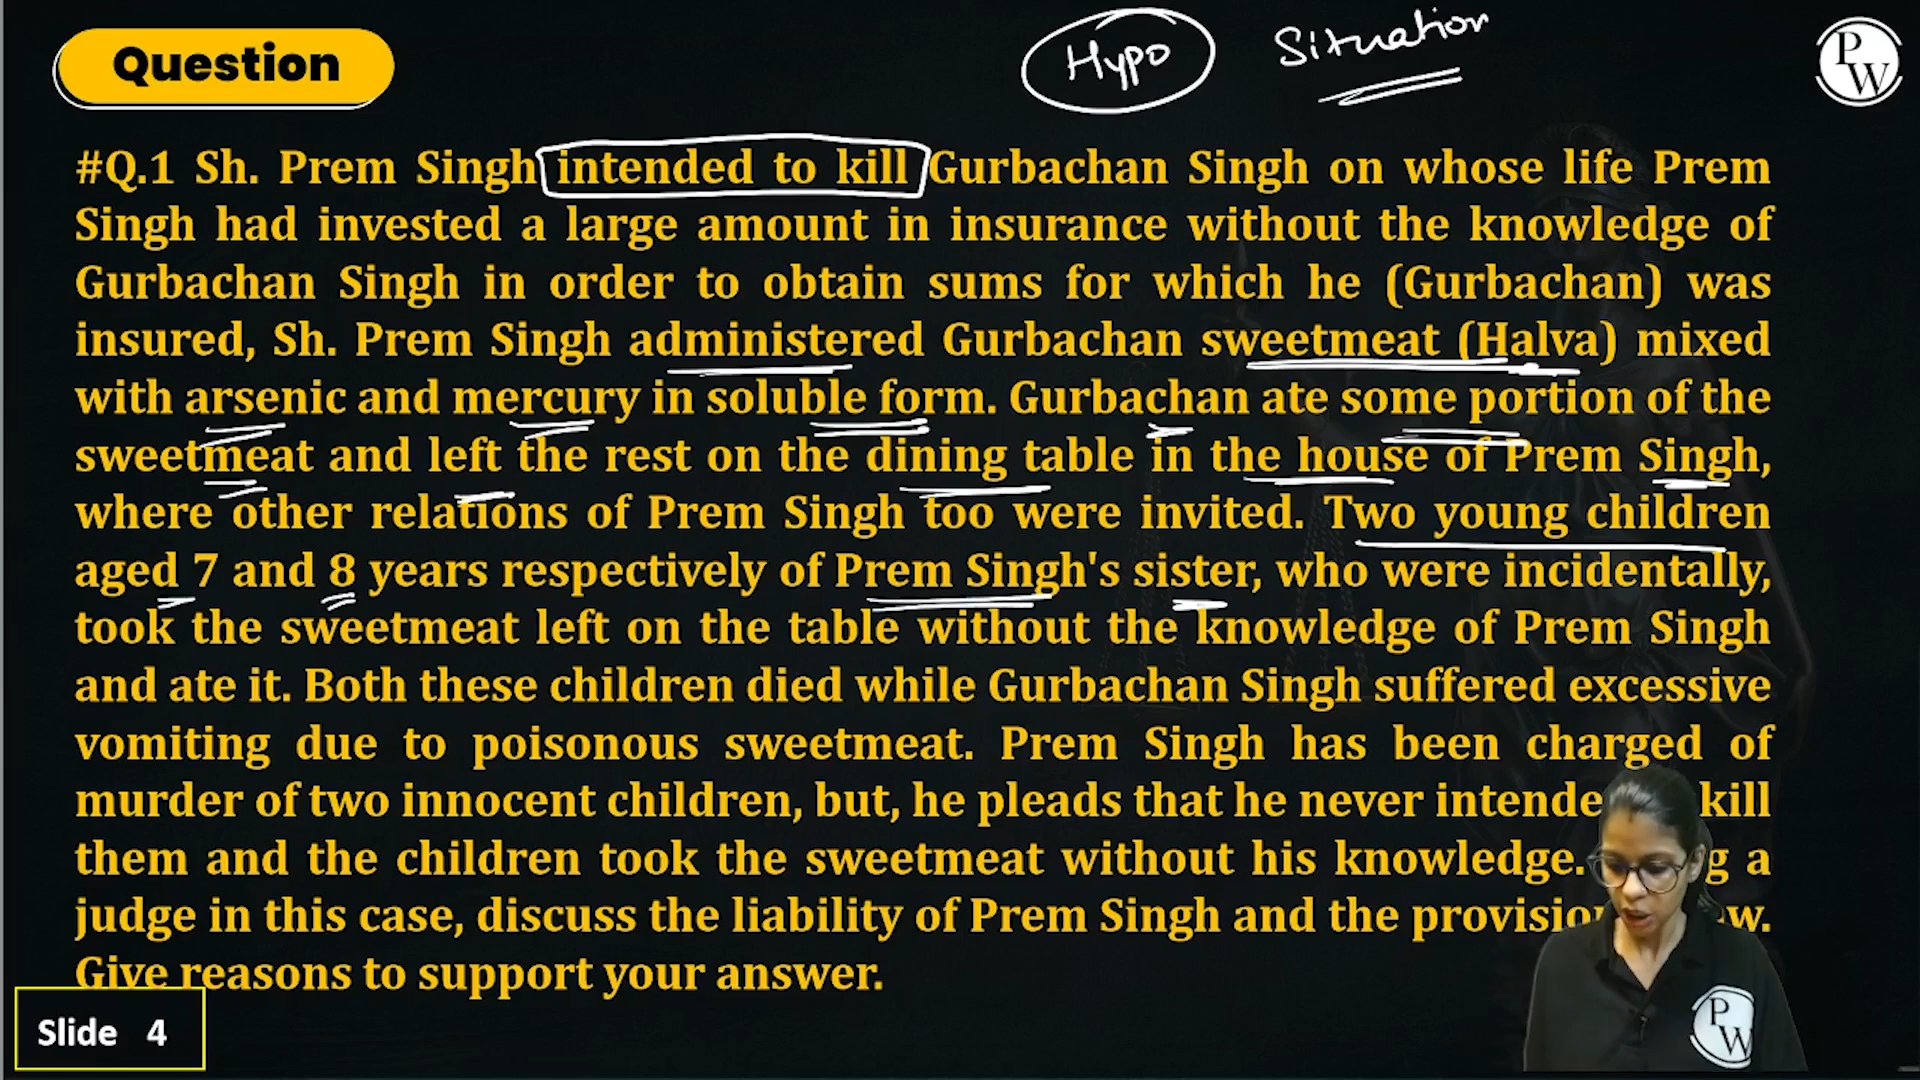 Question
Hypo Situation
PW
#Q.1 Sh. Prem Singh intended to kill Gurbachan Singh on whose life Prem
Singh had invested a large amount in insurance without the knowledge of
Gurbachan Singh in order to obtain sums for which he (Gurbachan) was
insured, Sh. Prem Singh administered Gurbachan sweetmeat (Halva) mixed
with arsenic and mercury in soluble form. Gurbachan ate some portion of the
sweetmeat and left the rest on the dining table in the house of Prem Singh,
where other relations of Prem Singh too were invited. Two young children
aged 7 and 8 years respectively of Prem Singh's sister, who were incidentally,
took the sweetmeat left on the table without the knowledge of Prem Singh
and ate it. Both these children died while Gurbachan Singh suffered excessive
vomiting due to poisonous sweetmeat. Prem Singh has been charged of
murder of two innocent children, but, he pleads that he never kill
them and the children took the sweetmeat without his knowledge. a
judge in this case, discuss the liability of Prem Singh and the
Give reasons to support your answer.
Slide 4
PW